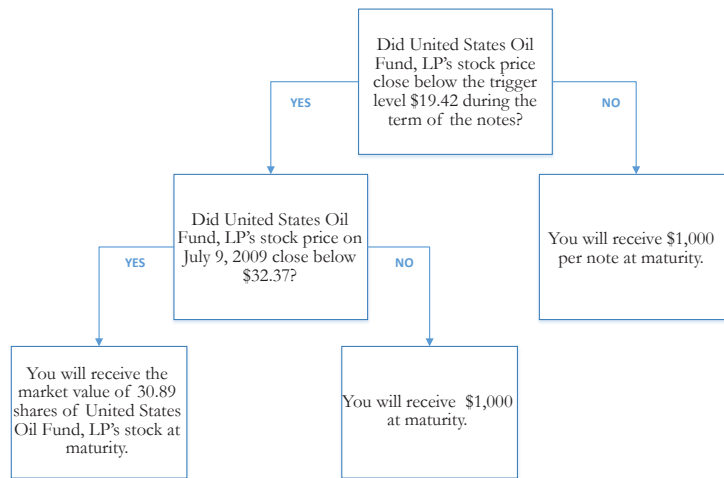 Did United States Oil
Fund, LP's stock price
close below the trigger
level $19.42 during the
term of the notes?
YES
NO
Did United States Oil
Fund, LP's stock price on
July 9, 2009 close below
$32.37?
You will receive $1,000
per note at maturity.
YES
NO
You will receive the
market value of 30.89
shares of United States
Oil Fund, LP's stock at
maturity.
You will receive  $1,000
at maturity.